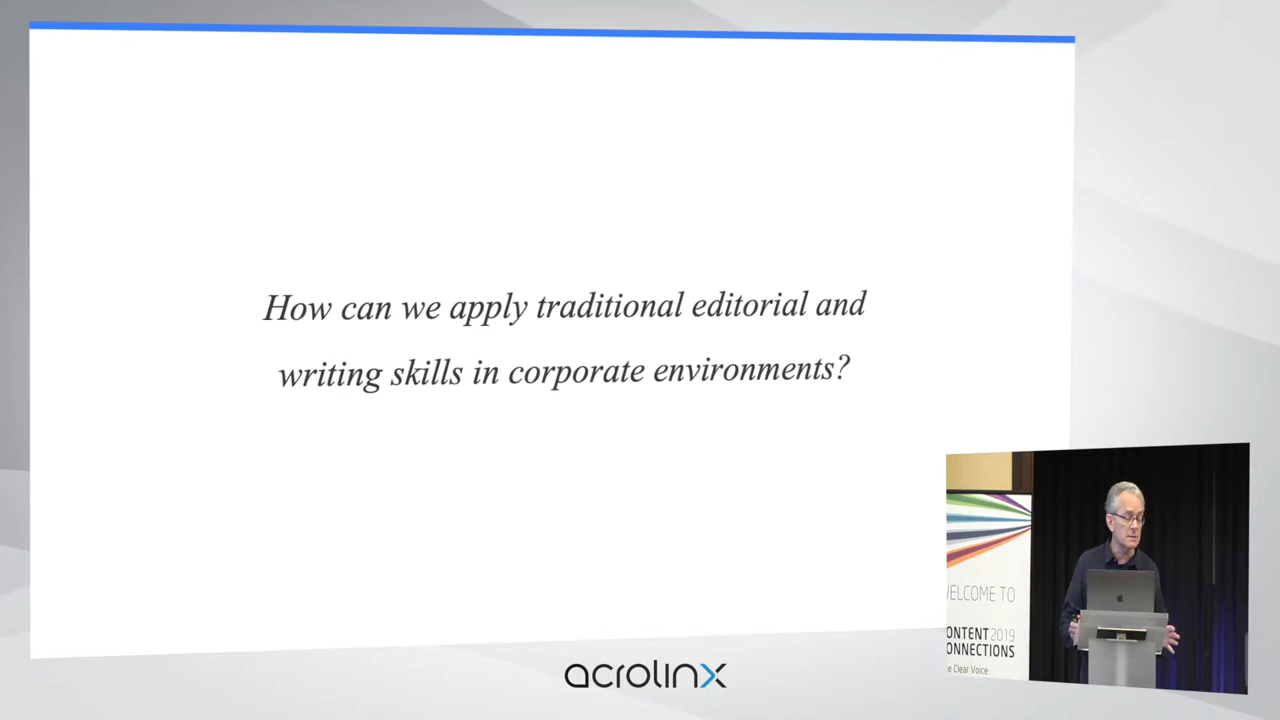 How can we apply traditional editorial and
writing skills in corporate environments?
WELCOME TO
ONTENT 2019
ONNECTIONS
e Clear Voice
acrolinx